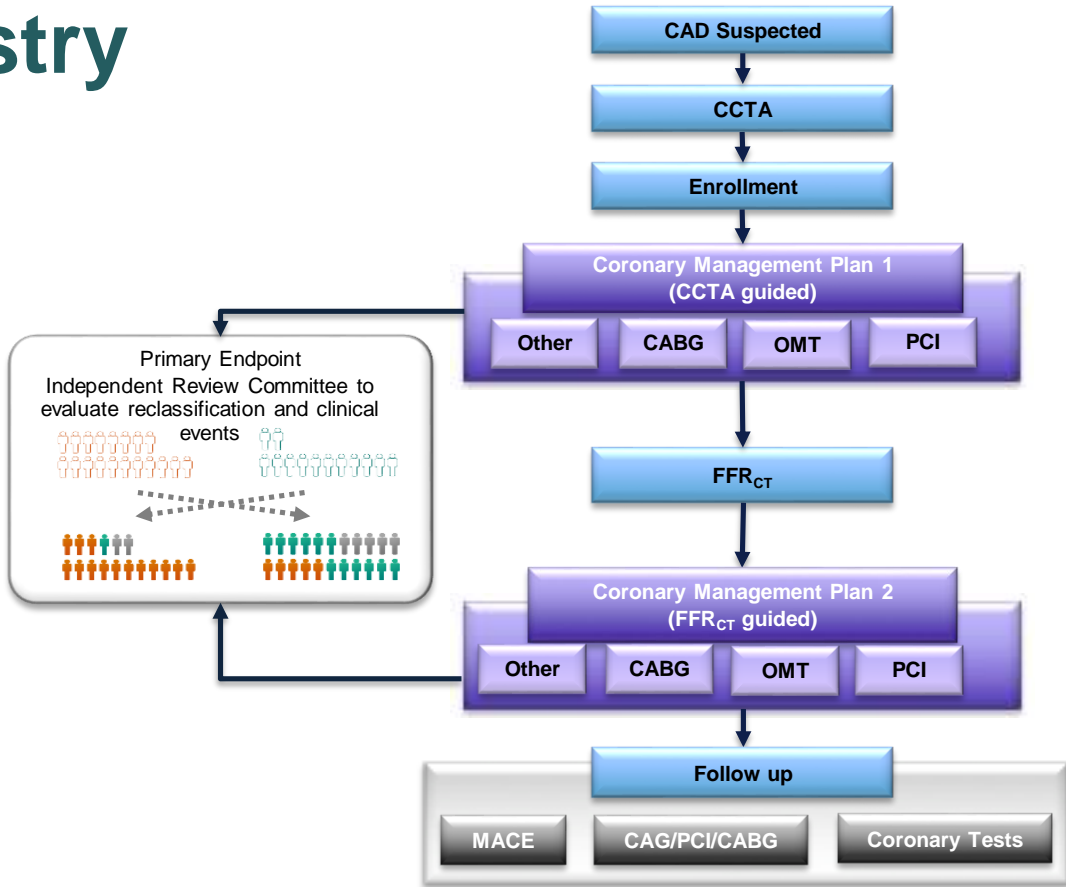 stry
CAD Suspected
CCTA
Enrollment
Coronary Management Plan 1
(CCTA guided)
Other
CABG
OMT
PCI
Primary Endpoint
Independent Review Committee to
evaluate reclassification and clinical
events
FFRCT
Coronary Management Plan 2
(FFRCT guided)
Other
CABG
OMT
PCI
Follow up
MACE
CAG/PCI/CABG
Coronary Tests